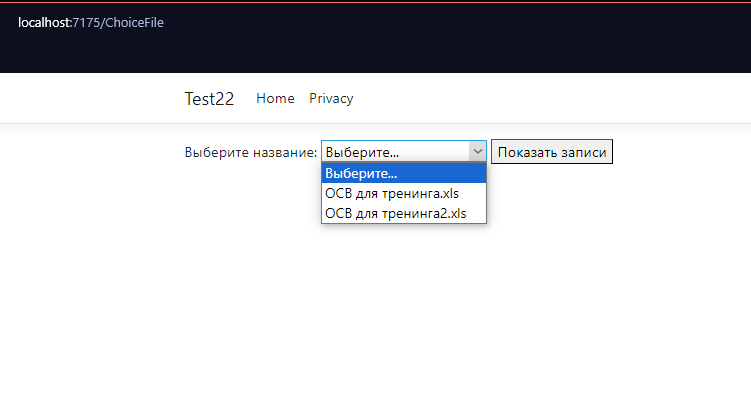 localhost:7175/ChoiceFile
Test22 Home Privacy
Выберите название: Выберите... Показать записи
Выберите...
ОСВ для тренинга.xls
ОСВ для тренинга2.xls